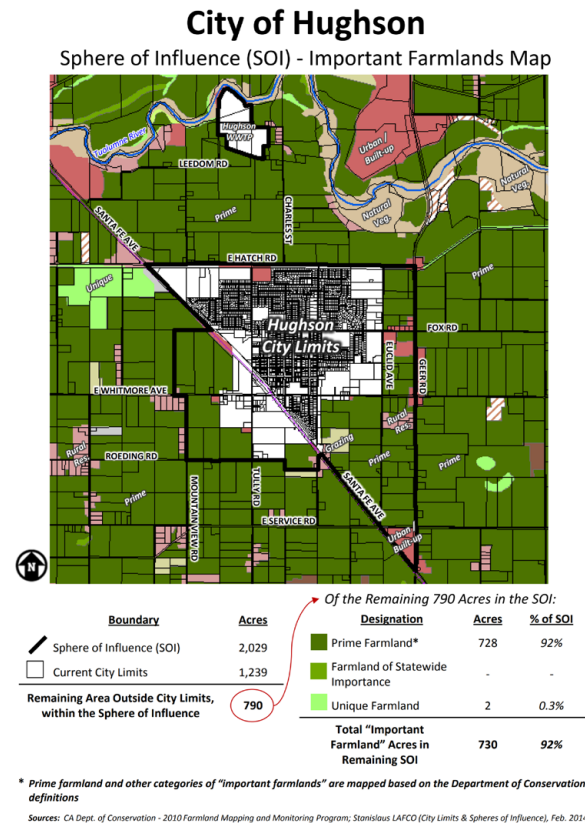 City of Hughson
Sphere of Influence (SOI) - Important Farmlands Map
Hughson
WWTP
Tuolumne River
Urban /
Built-up
LEEDOM RD
Natural
Veg.
Prime
CHARLES ST
Natural
Veg.
SANTA FE AVE
E HATCH RD
Prime
Unique
Hughson
City Limits
FOX RD
EUCLID AVE
GEER RD
E WHITMORE AVE
Rural
Res.
Grazing
Rural
Res.
ROEDING RD
Prime
Prime
Prime
MOUNTAIN VIEW RD
TULLY RD
SANTA FE AVE
E SERVICE RD
Urban /
Built-up
N
Of the Remaining 790 Acres in the SOI:
Boundary Acres
Designation Acres % of SOI
Sphere of Influence (SOI) 2,029
Prime Farmland* 728 92%
Current City Limits 1,239
Farmland of Statewide
Importance - -
Remaining Area Outside City Limits,
within the Sphere of Influence 790
Unique Farmland 2 0.3%
Total “Important
Farmland” Acres in
Remaining SOI 730 92%
* Prime farmland and other categories of “important farmlands” are mapped based on the Department of Conservation
definitions
Sources: CA Dept. of Conservation - 2010 Farmland Mapping and Monitoring Program; Stanislaus LAFCO (City Limits & Spheres of Influence), Feb.